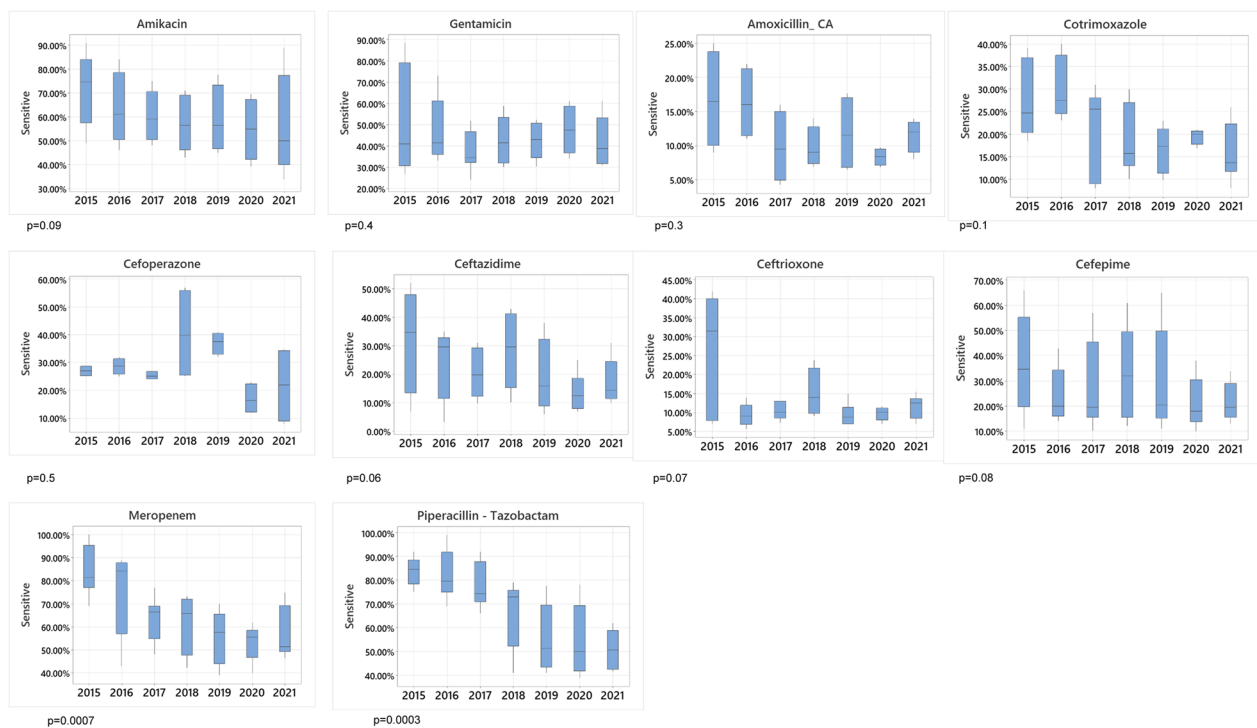 Amikacin
Sensitive
90.00%
80.00%
70.00%
60.00%
50.00%
40.00%
30.00%
2015 2016 2017 2018 2019 2020 2021
p=0.09
Gentamicin
Sensitive
90.00%
80.00%
70.00%
60.00%
50.00%
40.00%
30.00%
20.00%
2015 2016 2017 2018 2019 2020 2021
p=0.4
Amoxicillin_ CA
Sensitive
25.00%
20.00%
15.00%
10.00%
5.00%
2015 2016 2017 2018 2019 2020 2021
p=0.3
Cotrimoxazole
Sensitive
40.00%
35.00%
30.00%
25.00%
20.00%
15.00%
10.00%
2015 2016 2017 2018 2019 2020 2021
p=0.1
Cefoperazone
Sensitive
60.00%
50.00%
40.00%
30.00%
20.00%
10.00%
2015 2016 2017 2018 2019 2020 2021
p=0.5
Ceftazidime
Sensitive
50.00%
40.00%
30.00%
20.00%
10.00%
0.00%
2015 2016 2017 2018 2019 2020 2021
p=0.06
Ceftrioxone
Sensitive
45.00%
40.00%
35.00%
30.00%
25.00%
20.00%
15.00%
10.00%
5.00%
2015 2016 2017 2018 2019 2020 2021
p=0.07
Cefepime
Sensitive
70.00%
60.00%
50.00%
40.00%
30.00%
20.00%
10.00%
2015 2016 2017 2018 2019 2020 2021
p=0.08
Meropenem
Sensitive
100.00%
90.00%
80.00%
70.00%
60.00%
50.00%
40.00%
2015 2016 2017 2018 2019 2020 2021
p=0.0007
Piperacillin - Tazobactam
Sensitive
100.00%
90.00%
80.00%
70.00%
60.00%
50.00%
40.00%
2015 2016 2017 2018 2019 2020 2021
p=0.0003